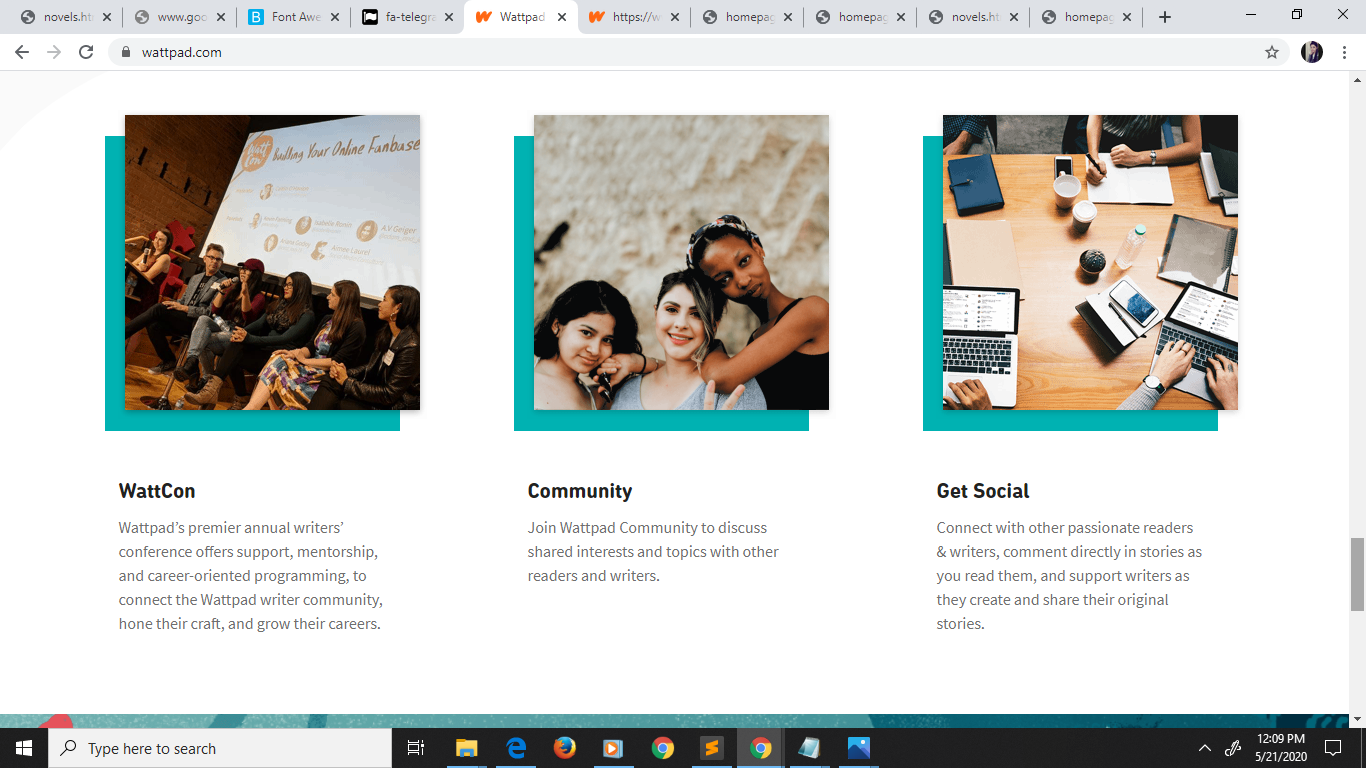 novels.ht
www.goo
Font Awe
fa-telegra
Wattpad
https://w
homepag
homepag
novels.ht
homepag
wattpad.com
Watt Con
Building Your Online Fanbase
Isabelle Ronin
A.V Geiger
Aimee Laurel
WattCon
Wattpad’s premier annual writers’
conference offers support, mentorship,
and career-oriented programming, to
connect the Wattpad writer community,
hone their craft, and grow their careers.
Community
Join Wattpad Community to discuss
shared interests and topics with other
readers and writers.
Get Social
Connect with other passionate readers
& writers, comment directly in stories as
you read them, and support writers as
they create and share their original
stories.
Type here to search
12:09 PM
5/21/2020